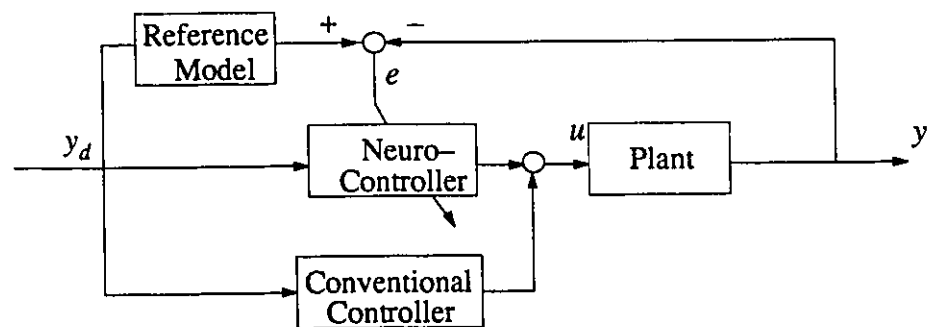 Reference
Model
+
−
e
y_d
Neuro–
Controller
u
Plant
y
Conventional
Controller